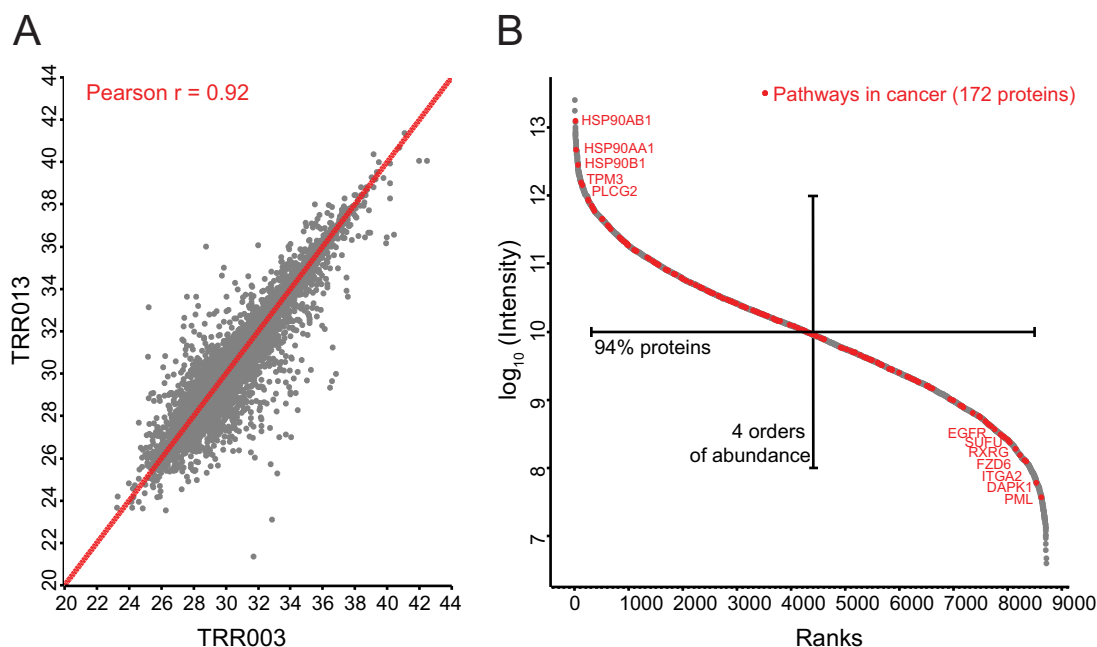 A
Pearson r = 0.92
44
42
40
38
36
34
32
30
28
26
24
22
20
TRR013
20 22 24 26 28 30 32 34 36 38 40 42 44
TRR003
B
Pathways in cancer (172 proteins)
HSP90AB1
HSP90AA1
HSP90B1
TPM3
PLCG2
94% proteins
4 orders
of abundance
EGFR
SUFU
RXRG
FZD6
ITGA2
DAPK1
PML
13
12
11
10
9
8
7
log₁₀ (Intensity)
0 1000 2000 3000 4000 5000 6000 7000 8000 9000
Ranks